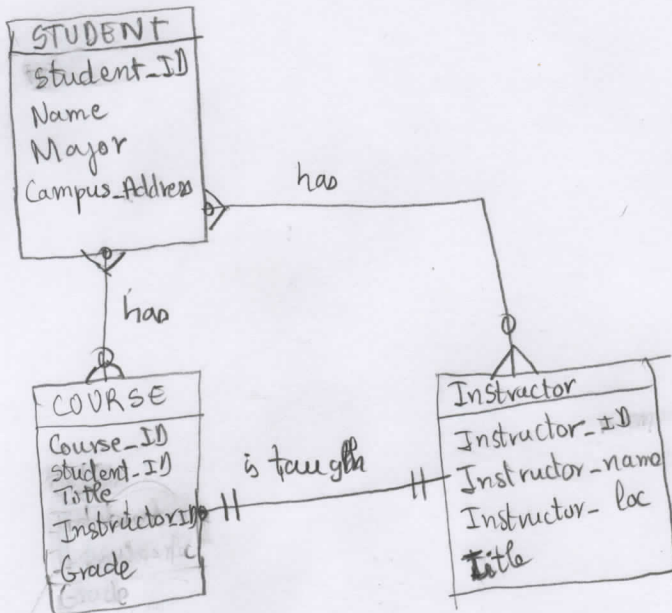 STUDENT
Student_ID
Name
Major
Campus_Address
has
has
COURSE
Course_ID
Student_ID
Title
InstructorID
Grade
is taugth
Instructor
Instructor_ID
Instructor_name
Instructor_loc
Title